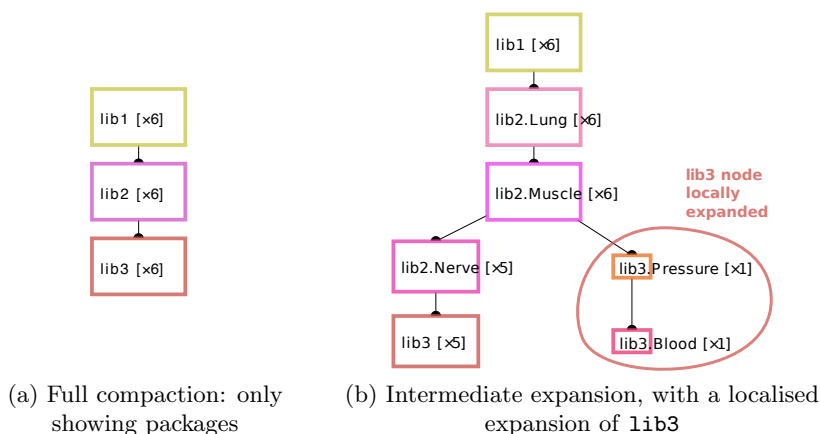 lib1 [×6]
lib2 [×6]
lib3 [×6]
(a) Full compaction: only
showing packages
lib1 [×6]
lib2.Lung [×6]
lib2.Muscle [×6]
lib3 node
locally
expanded
lib2.Nerve [×5]
lib3.Pressure [×1]
lib3 [×5]
lib3.Blood [×1]
(b) Intermediate expansion, with a localised
expansion of lib3